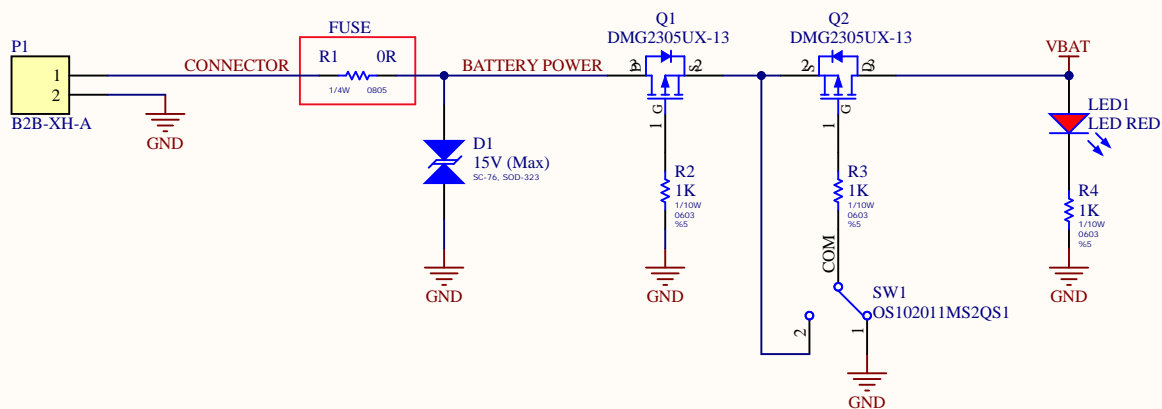 P1
1
2
B2B-XH-A
GND
CONNECTOR
FUSE
R1 0R
1/4W 0805
BATTERY POWER
D1
15V (Max)
SC-76, SOD-323
GND
Q1
DMG2305UX-13
3 D S 2
G
1
R2
1K
1/10W
0603
%5
GND
Q2
DMG2305UX-13
2 S D 3
G
1
R3
1K
1/10W
0603
%5
COM
SW1
OS102011MS2QS1
2
1
GND
VBAT
LED1
LED RED
R4
1K
1/10W
0603
%5
GND